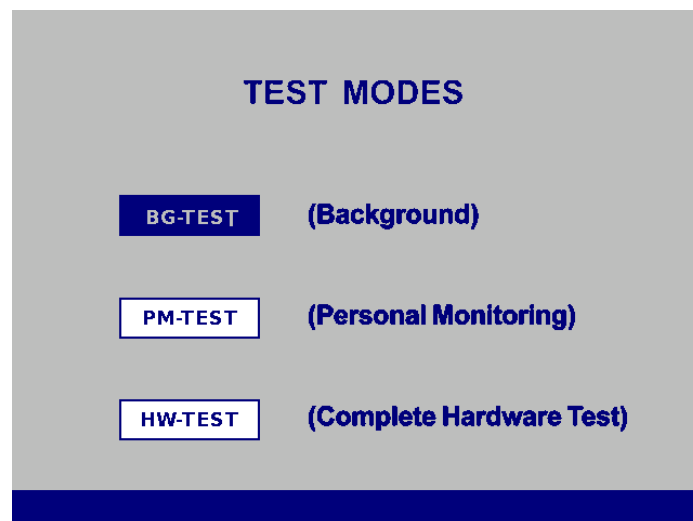 TEST MODES
BG-TEST (Background)
PM-TEST (Personal Monitoring)
HW-TEST (Complete Hardware Test)